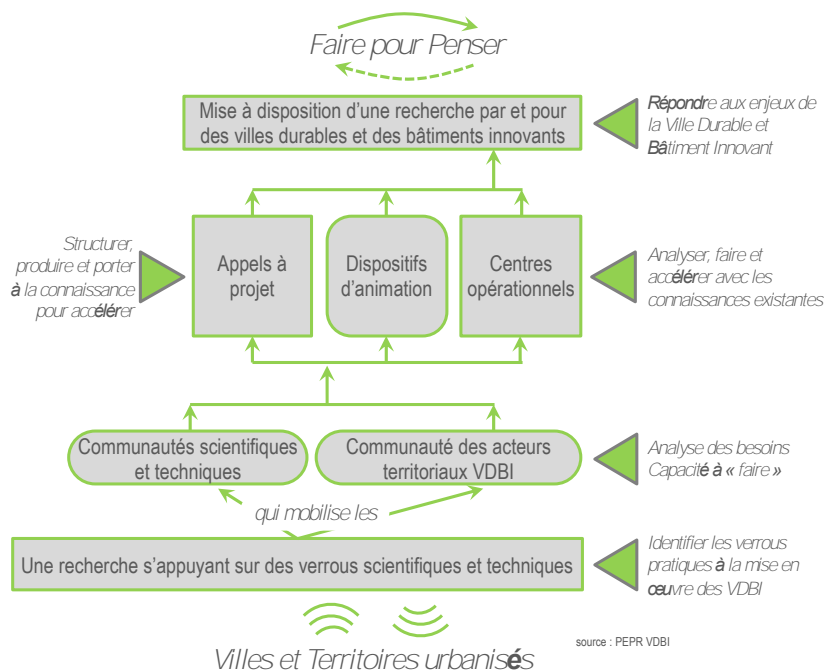 Faire pour Penser
Mise à disposition d'une recherche par et pour
des villes durables et des bâtiments innovants
Répondre aux enjeux de
la Ville Durable et
Bâtiment Innovant
Structurer,
produire et porter
à la connaissance
pour accélérer
Appels à
projet
Dispositifs
d'animation
Centres
opérationnels
Analyser, faire et
accélérer avec les
connaissances existantes
Communautés scientifiques
et techniques
Communauté des acteurs
territoriaux VDBI
Analyse des besoins
Capacité à « faire »
qui mobilise les
Une recherche s'appuyant sur des verrous scientifiques et techniques
Identifier les verrous
pratiques à la mise en
œuvre des VDBI
source : PEPR VDBI
Villes et Territoires urbanisés